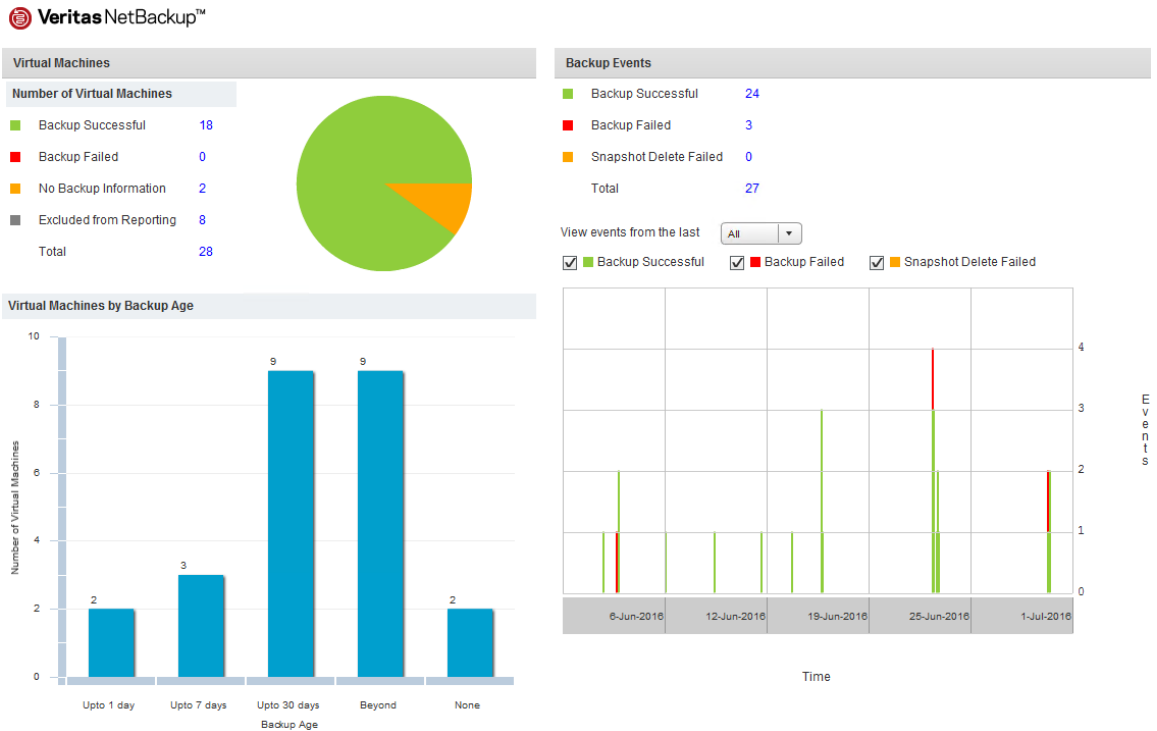 Veritas NetBackup™
Virtual Machines
Number of Virtual Machines
Backup Successful 18
Backup Failed 0
No Backup Information 2
Excluded from Reporting 8
Total 28
Virtual Machines by Backup Age
10
8
6
4
2
0
Number of Virtual Machines
2
3
9
9
2
Upto 1 day Upto 7 days Upto 30 days Beyond None
Backup Age
Backup Events
Backup Successful 24
Backup Failed 3
Snapshot Delete Failed 0
Total 27
View events from the last All
Backup Successful Backup Failed Snapshot Delete Failed
4
3
2
1
0
Events
6-Jun-2016 12-Jun-2016 19-Jun-2016 25-Jun-2016 1-Jul-2016
Time